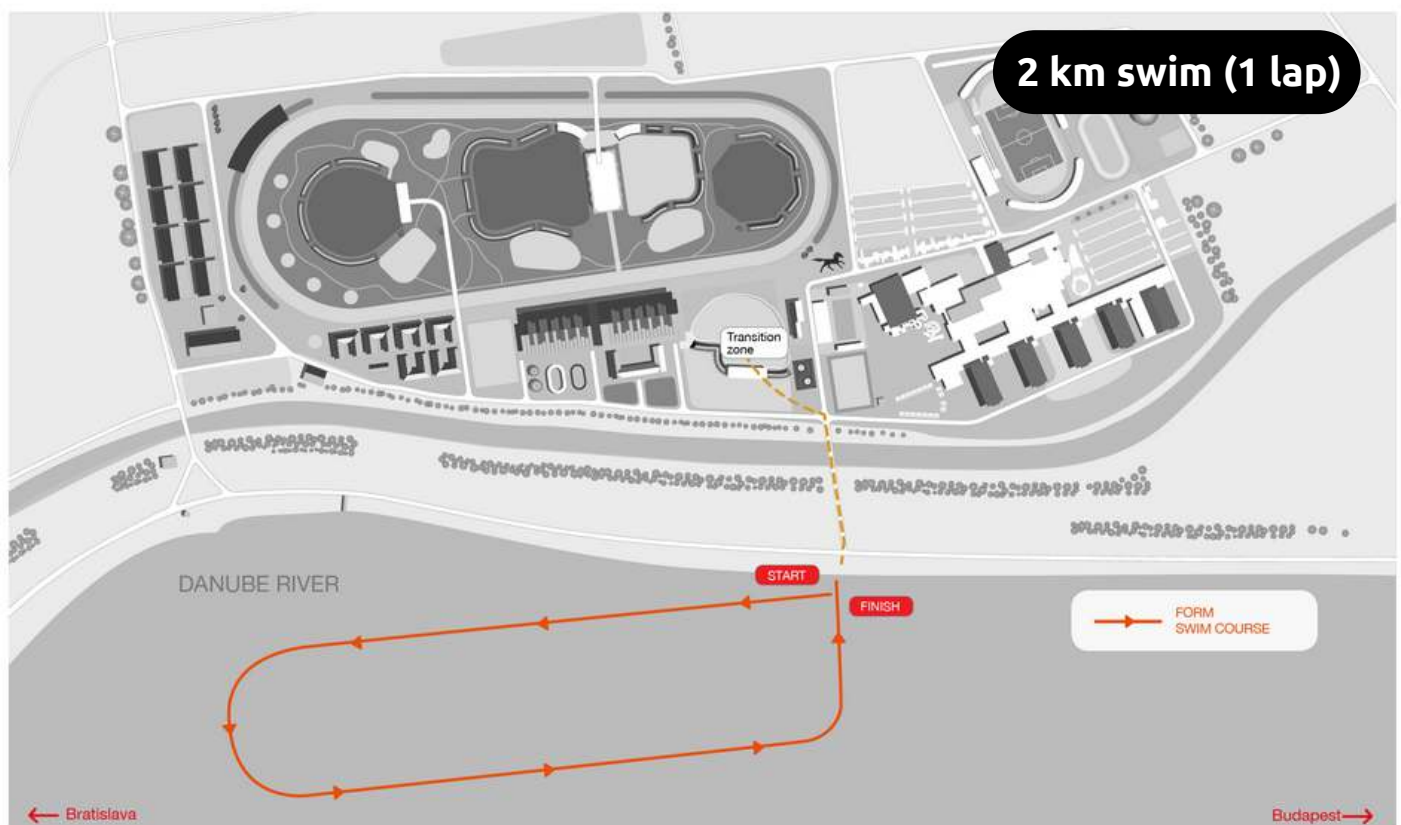 2 km swim (1 lap)
Transition
zone
DANUBE RIVER
START
FINISH
FORM
SWIM COURSE
← Bratislava
Budapest →